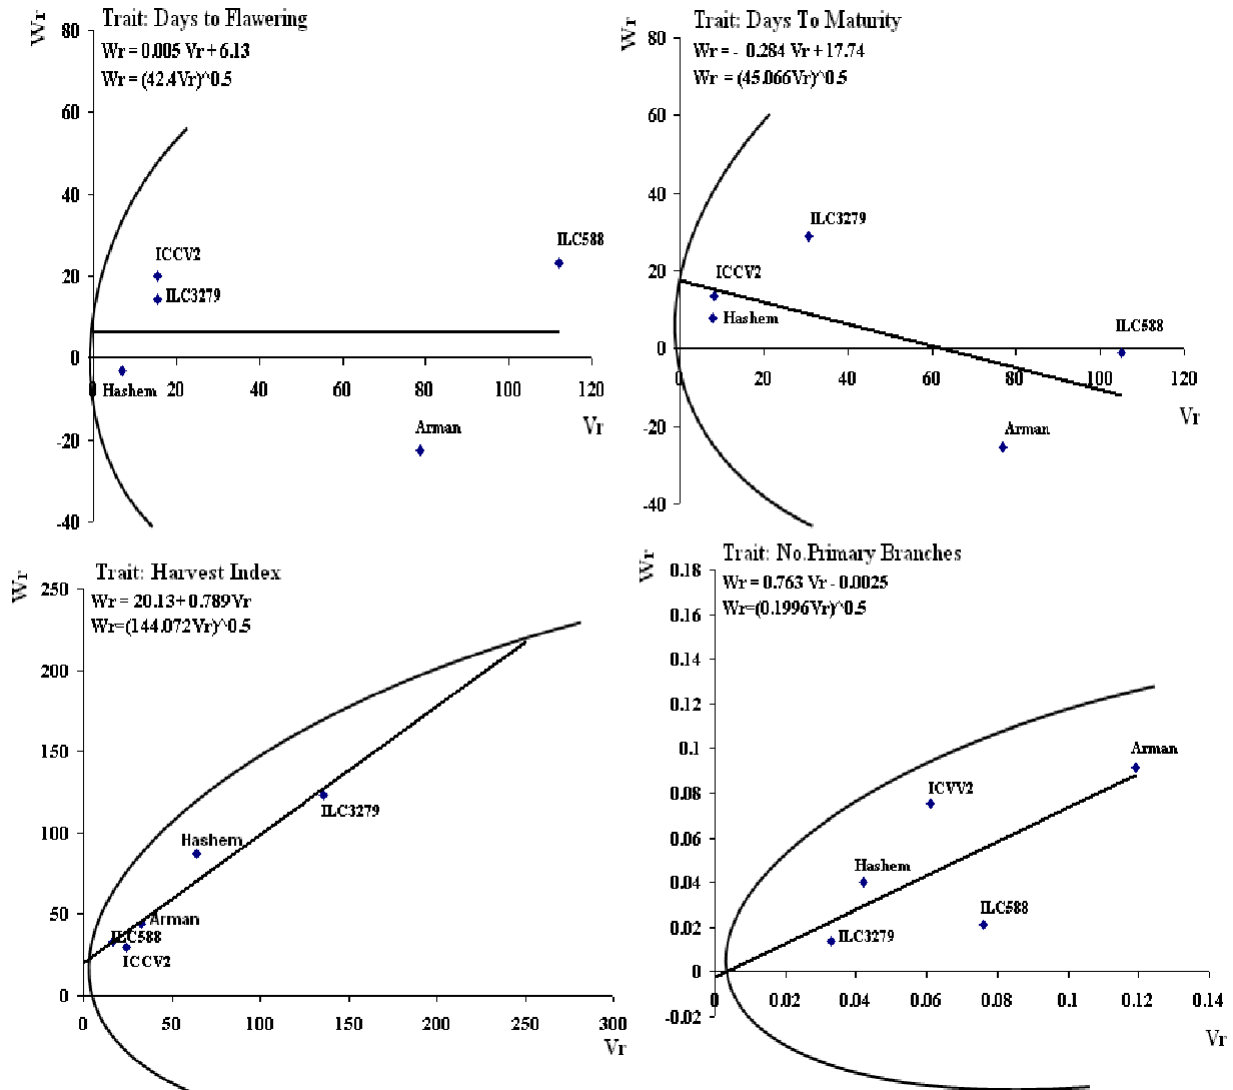 Trait: Days to Flawering
Wr = 0.005 Vr + 6.13
Wr = (42.4Vr)^0.5
Wr
80
60
40
20
0
-20
-40
0 20 40 60 80 100 120
Vr
ICCV2
ILC3279
ILC588
Hashem
Arman
Trait: Days To Maturity
Wr = - 0.284 Vr + 17.74
Wr = (45.066Vr)^0.5
Wr
80
60
40
20
0
-20
-40
0 20 40 60 80 100 120
Vr
ILC3279
ICCV2
Hashem
ILC588
Arman
Trait: Harvest Index
Wr = 20.13+ 0.789Vr
Wr=(144.072Vr)^0.5
Wr
250
200
150
100
50
0
0 50 100 150 200 250 300
Vr
ILC3279
Hashem
Arman
ILC588
ICCV2
Trait: No.Primary Branches
Wr = 0.763 Vr - 0.0025
Wr=(0.1996Vr)^0.5
Wr
0.18
0.16
0.14
0.12
0.1
0.08
0.06
0.04
0.02
0
-0.02
0 0.02 0.04 0.06 0.08 0.1 0.12 0.14
Vr
Arman
ICVV2
Hashem
ILC588
ILC3279